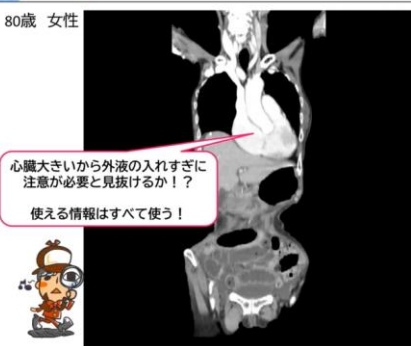 80歳 女性
心臓大きいから外液の入れすぎに
注意が必要と見抜けるか！？
使える情報はすべて使う！